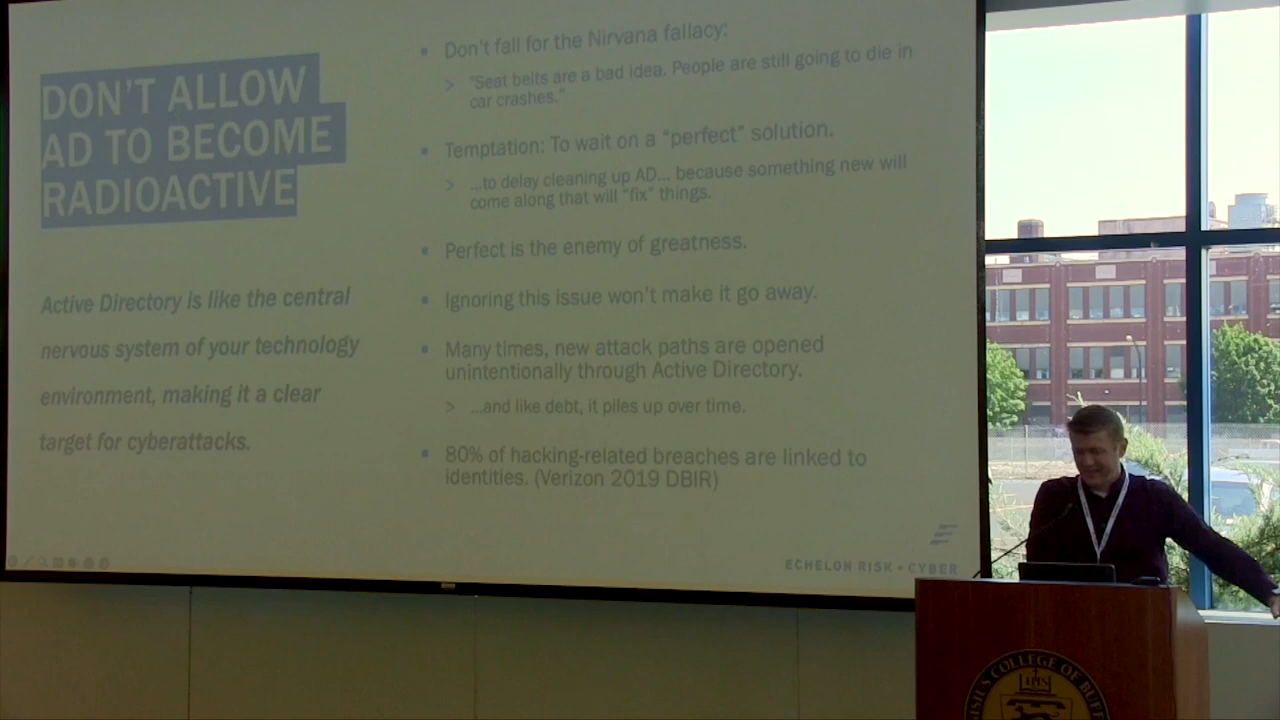 DON'T ALLOW
AD TO BECOME
RADIOACTIVE
Active Directory is like the central
nervous system of your technology
environment, making it a clear
target for cyberattacks.
Don't fall for the Nirvana fallacy:
"Seat belts are a bad idea. People are still going to die in
car crashes."
Temptation: To wait on a "perfect" solution.
...to delay cleaning up AD... because something new will
come along that will "fix" things.
Perfect is the enemy of greatness.
Ignoring this issue won't make it go away.
Many times, new attack paths are opened
unintentionally through Active Directory.
...and like debt, it piles up over time.
80% of hacking-related breaches are linked to
identities. (Verizon 2019 DBIR)
ECHELON RISK + CYBER
ISIUS COLLEGE OF BUFF
IHS